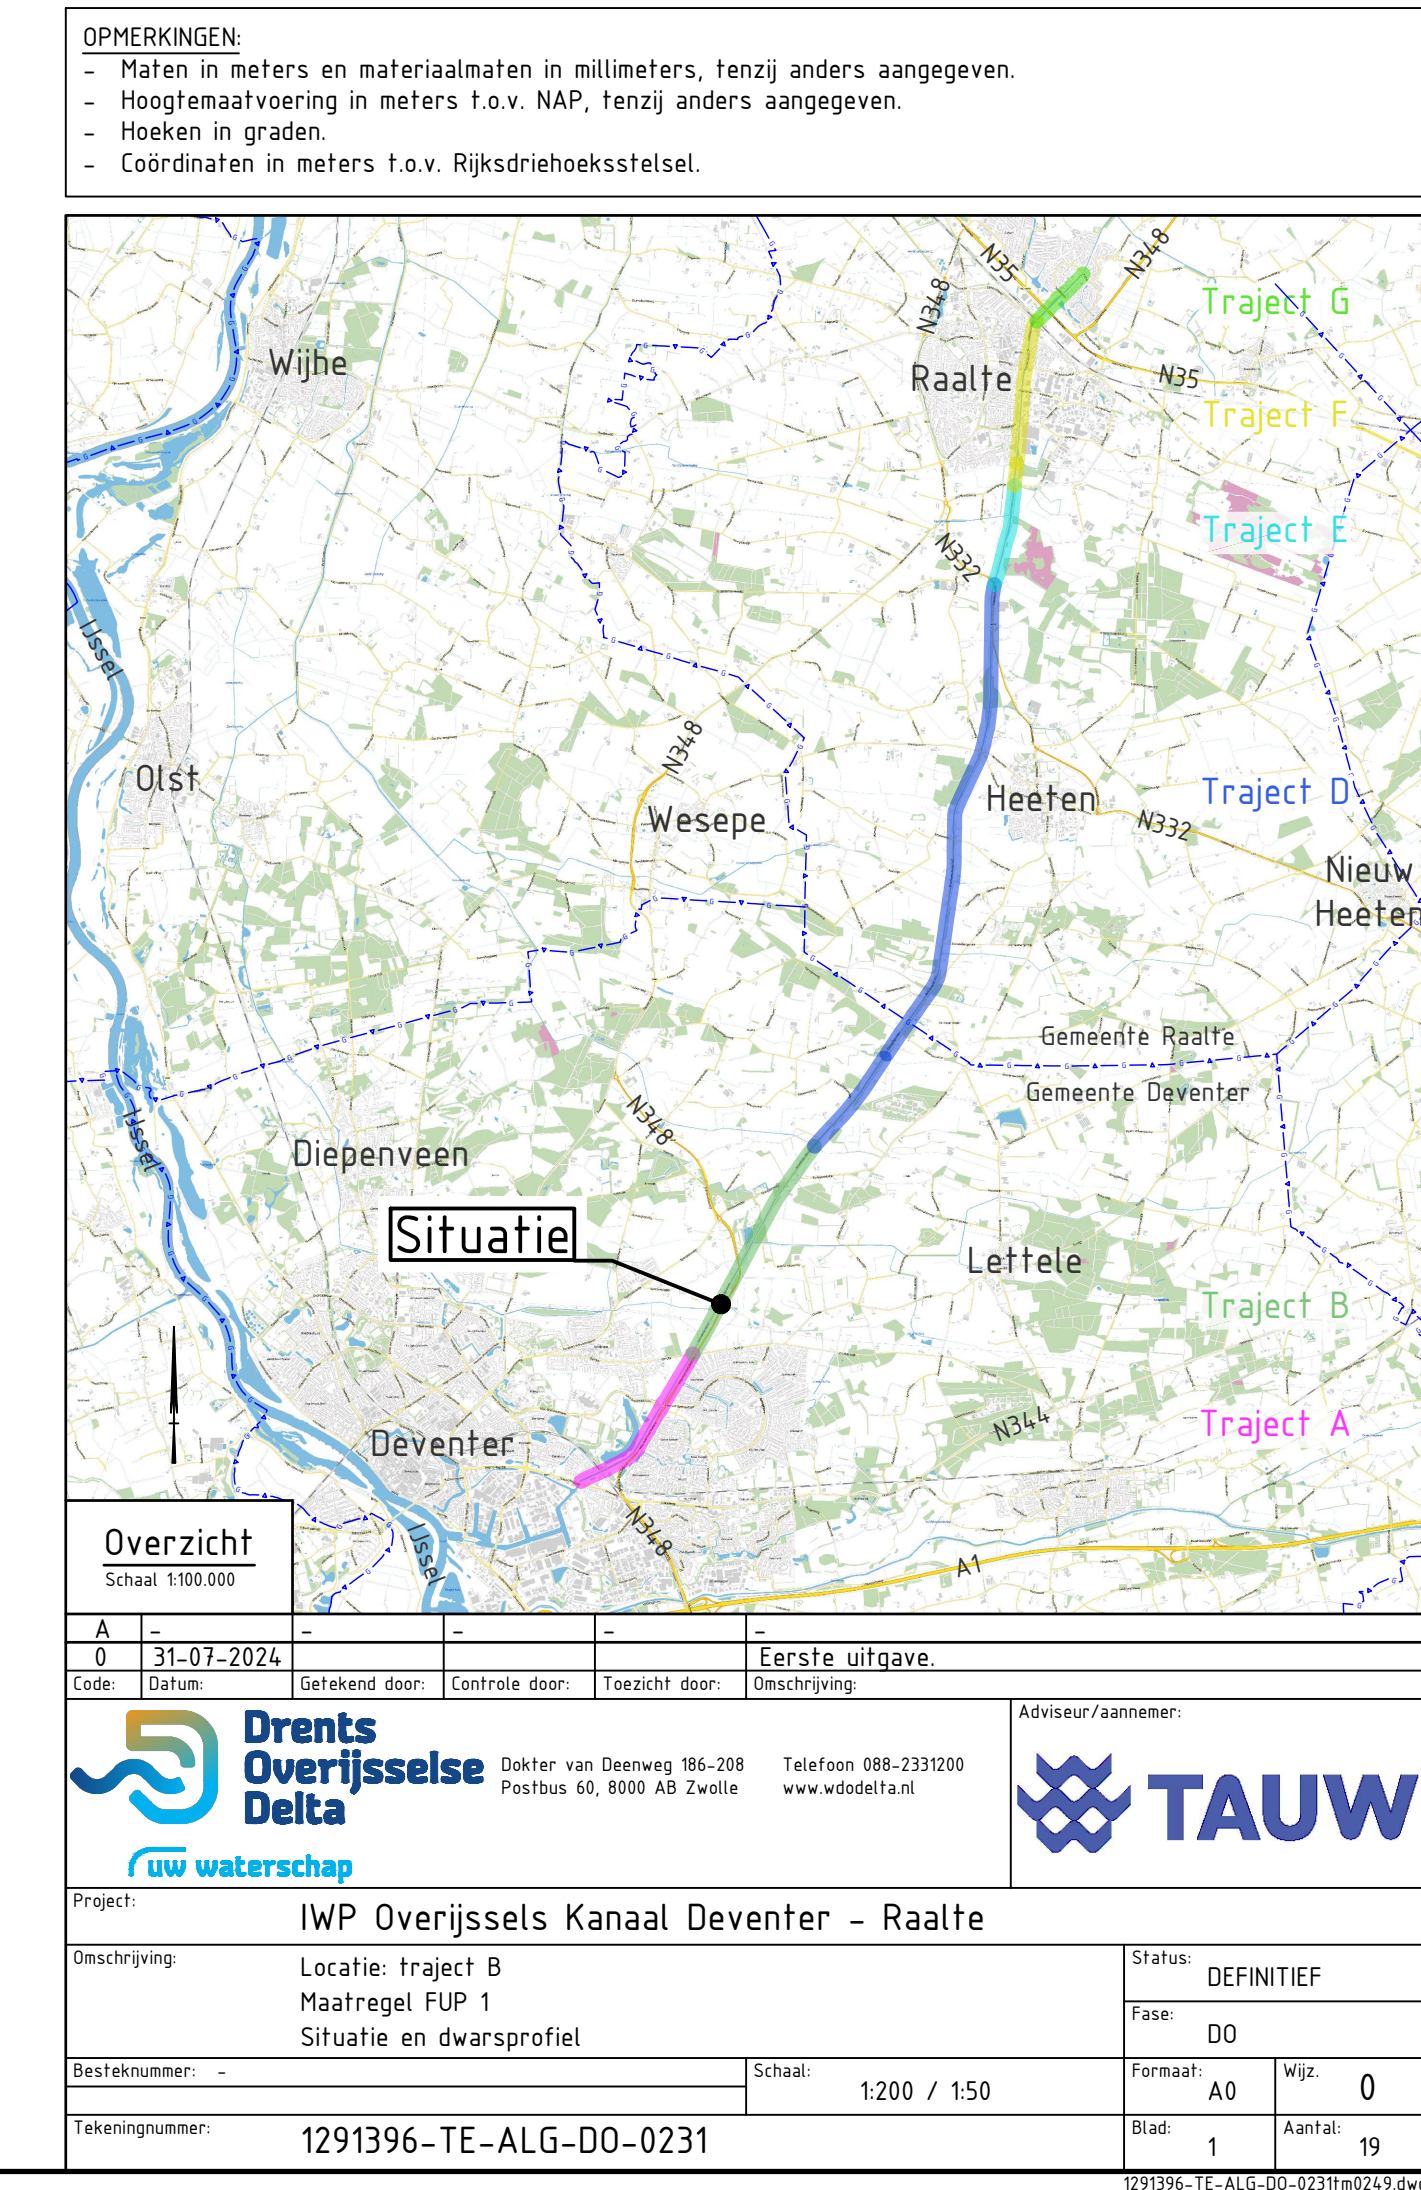 OPMERKINGEN:
- Maten in meters en materiaalmaten in millimeters, tenzij anders aangegeven.
- Hoogtemaatvoering in meters t.o.v. NAP, tenzij anders aangegeven.
- Hoeken in graden.
- Coördinaten in meters t.o.v. Rijksdriehoeksstelsel.
N35
N348
N348
Traject G
Wijhe
Raalte
N35
Traject F
Traject E
N332
IJssel
N348
Olst
Wesepe
Heeten
Traject D
N332
Nieuw
Heeten
Gemeente Raalte
Gemeente Deventer
N348
IJssel
Diepenveen
Situatie
Lettele
Traject B
N344
Traject A
Deventer
N348
IJssel
A1
Overzicht
Schaal 1:100.000
A - - - - -
0 31-07-2024 Eerste uitgave.
Code: Datum: Getekend door: Controle door: Toezicht door: Omschrijving:
Drents
Overijsselse
Delta
uw waterschap
Dokter van Deenweg 186-208
Postbus 60, 8000 AB Zwolle
Telefoon 088-2331200
www.wdodelta.nl
Adviseur/aannemer:
TAUW
Project: IWP Overijssels Kanaal Deventer - Raalte
Omschrijving: Locatie: traject B
Maatregel FUP 1
Situatie en dwarsprofiel
Status: DEFINITIEF
Fase: DO
Besteknummer: -
Schaal: 1:200 / 1:50
Formaat: A0
Wijz. 0
Tekeningnummer: 1291396-TE-ALG-DO-0231
Blad: 1
Aantal: 19
1291396-TE-ALG-DO-0231tm0249.dwg